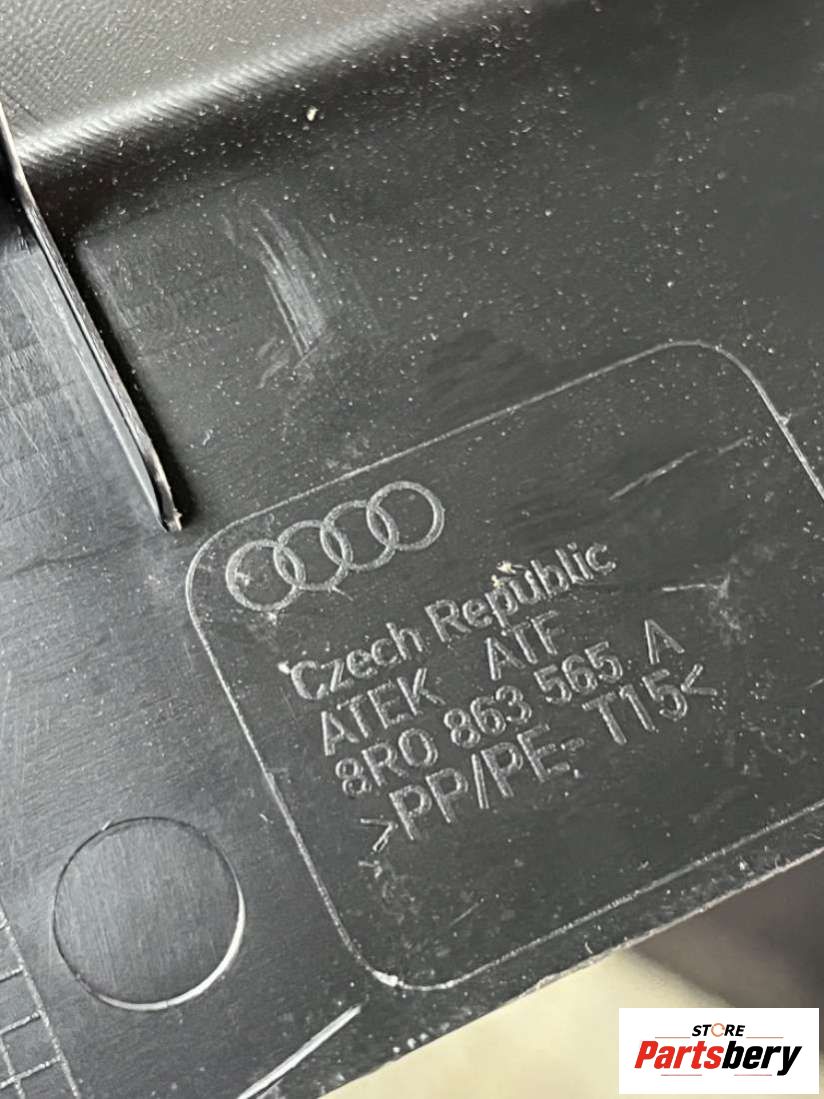 Czech Republic
ATEK ATF
8R0 863 565 A
>PP/PE-T15<
STORE
Partsbery